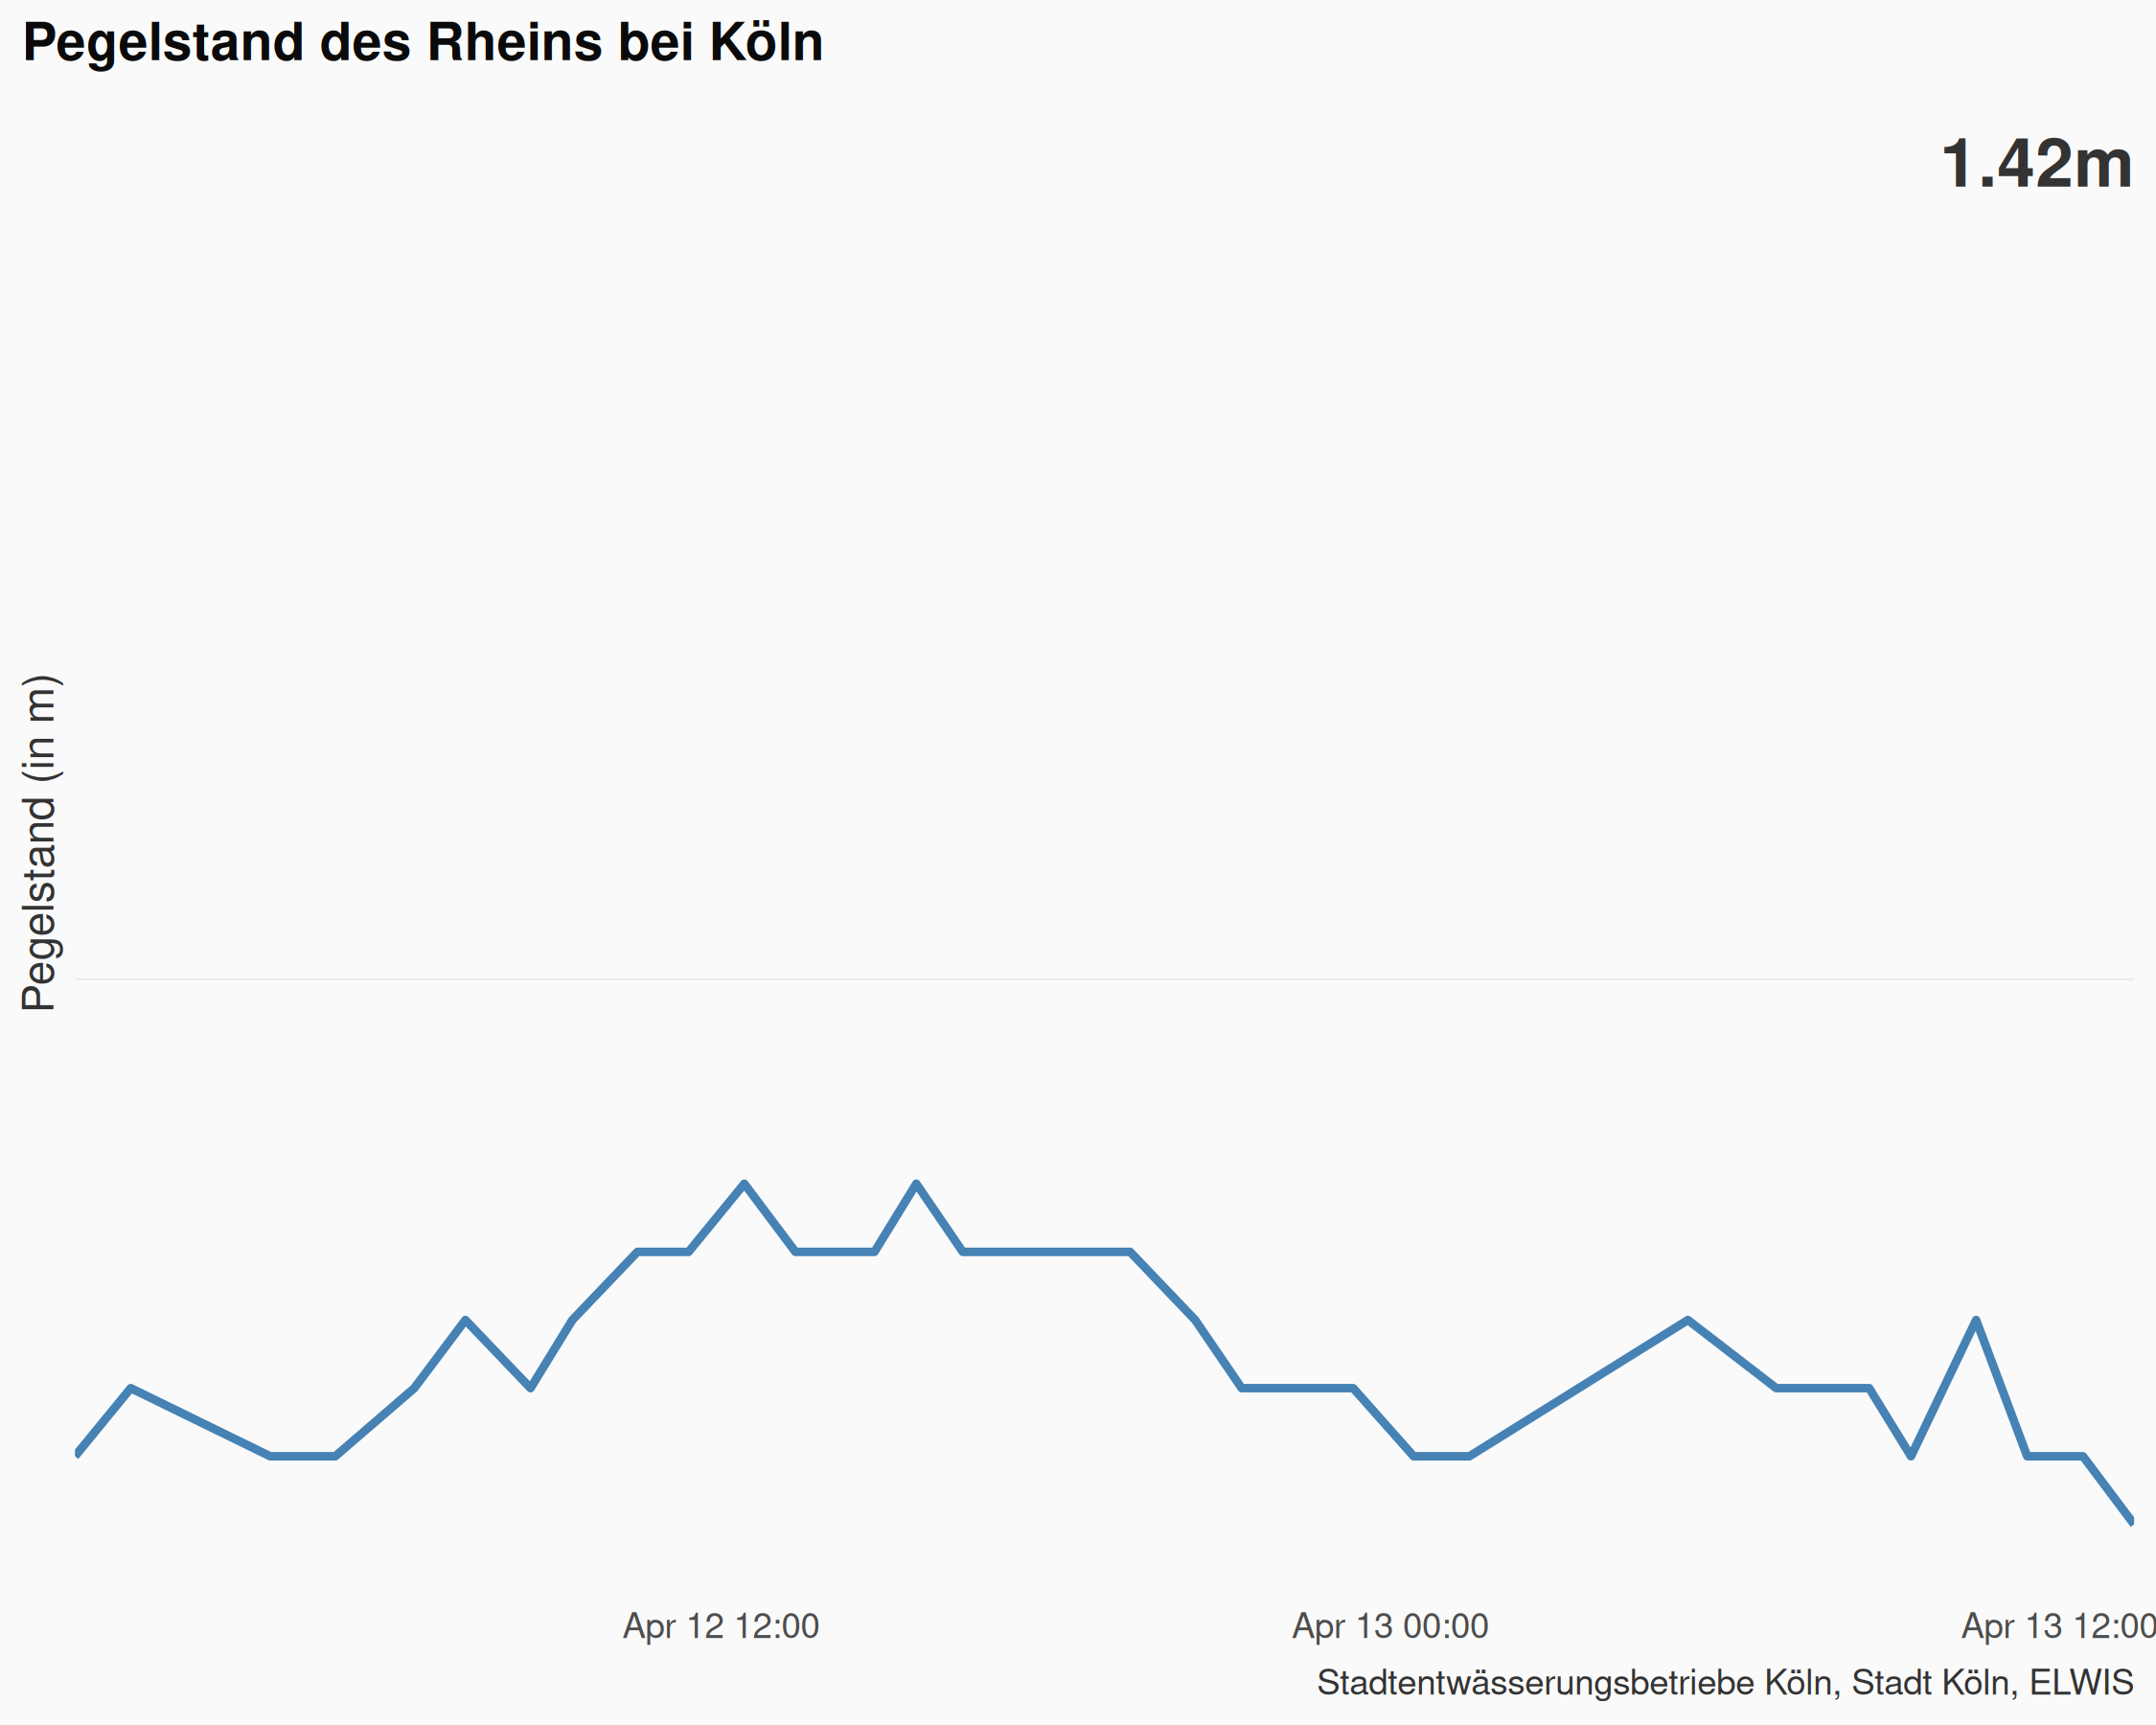 Pegelstand des Rheins bei Köln
1.42m
Pegelstand (in m)
Apr 12 12:00
Apr 13 00:00
Apr 13 12:00
Stadtentwässerungsbetriebe Köln, Stadt Köln, ELWIS